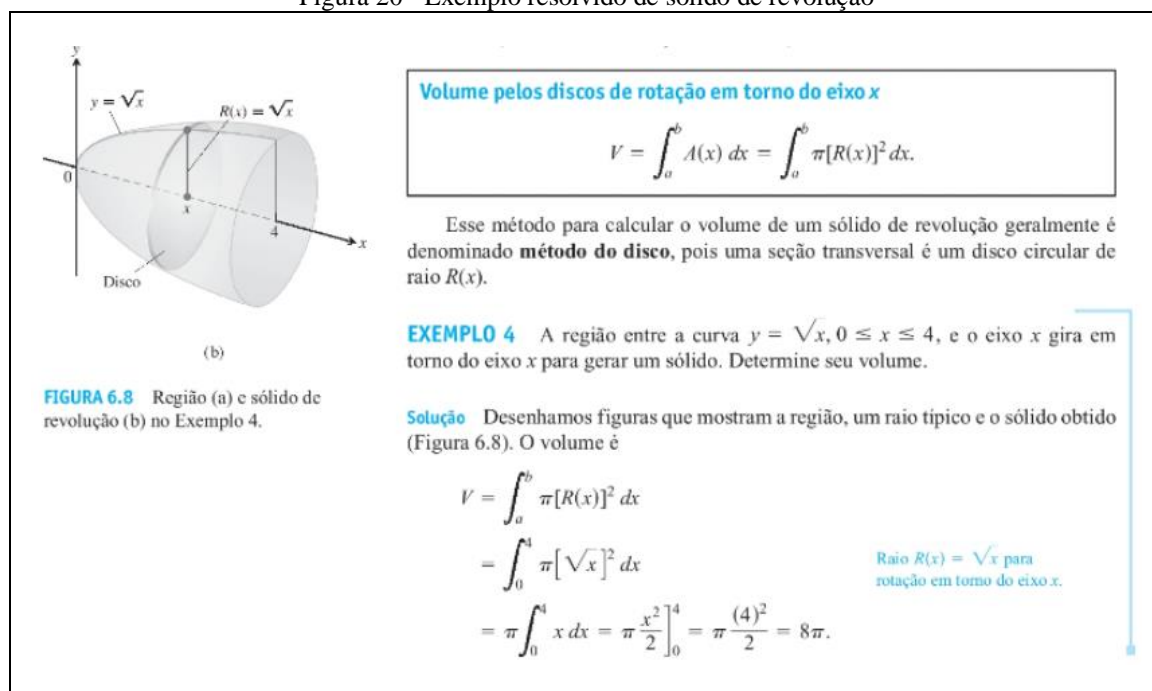 Figura 20 - Exemplo resolvido de sólido de revolução
y
y = √x
R(x) = √x
0
x
4
x
Disco
(b)
FIGURA 6.8 Região (a) e sólido de
revolução (b) no Exemplo 4.
Volume pelos discos de rotação em torno do eixo x
V = ∫_a^b A(x) dx = ∫_a^b π[R(x)]² dx.
Esse método para calcular o volume de um sólido de revolução geralmente é
denominado método do disco, pois uma seção transversal é um disco circular de
raio R(x).
EXEMPLO 4 A região entre a curva y = √x, 0 ≤ x ≤ 4, e o eixo x gira em
torno do eixo x para gerar um sólido. Determine seu volume.
Solução Desenhamos figuras que mostram a região, um raio típico e o sólido obtido
(Figura 6.8). O volume é
V = ∫_a^b π[R(x)]² dx
= ∫_0^4 π[√x]² dx
Raio R(x) = √x para
rotação em torno do eixo x.
= π ∫_0^4 x dx = π x²/2 ]_0^4 = π (4)²/2 = 8π.